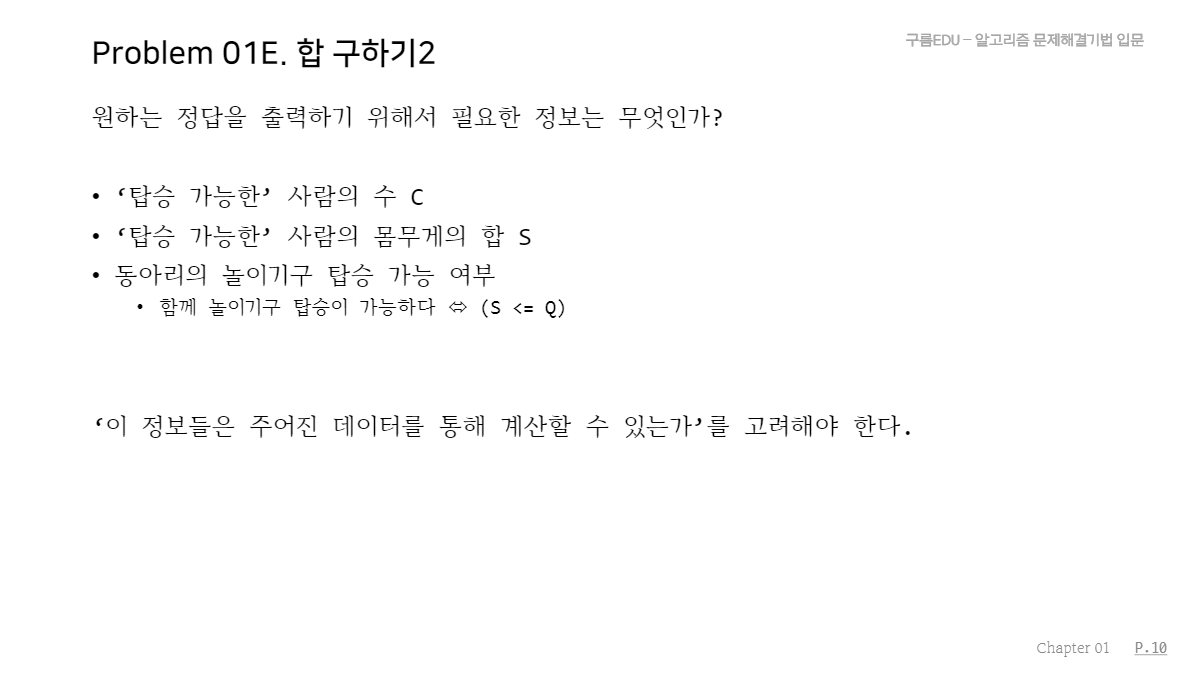 Problem 01E. 합 구하기2
구름EDU – 알고리즘 문제해결기법 입문
원하는 정답을 출력하기 위해서 필요한 정보는 무엇인가?
• ‘탑승 가능한’ 사람의 수 C
• ‘탑승 가능한’ 사람의 몸무게의 합 S
• 동아리의 놀이기구 탑승 가능 여부
• 함께 놀이기구 탑승이 가능하다 ⇔ (S <= Q)
‘이 정보들은 주어진 데이터를 통해 계산할 수 있는가’를 고려해야 한다.
Chapter 01 P.10